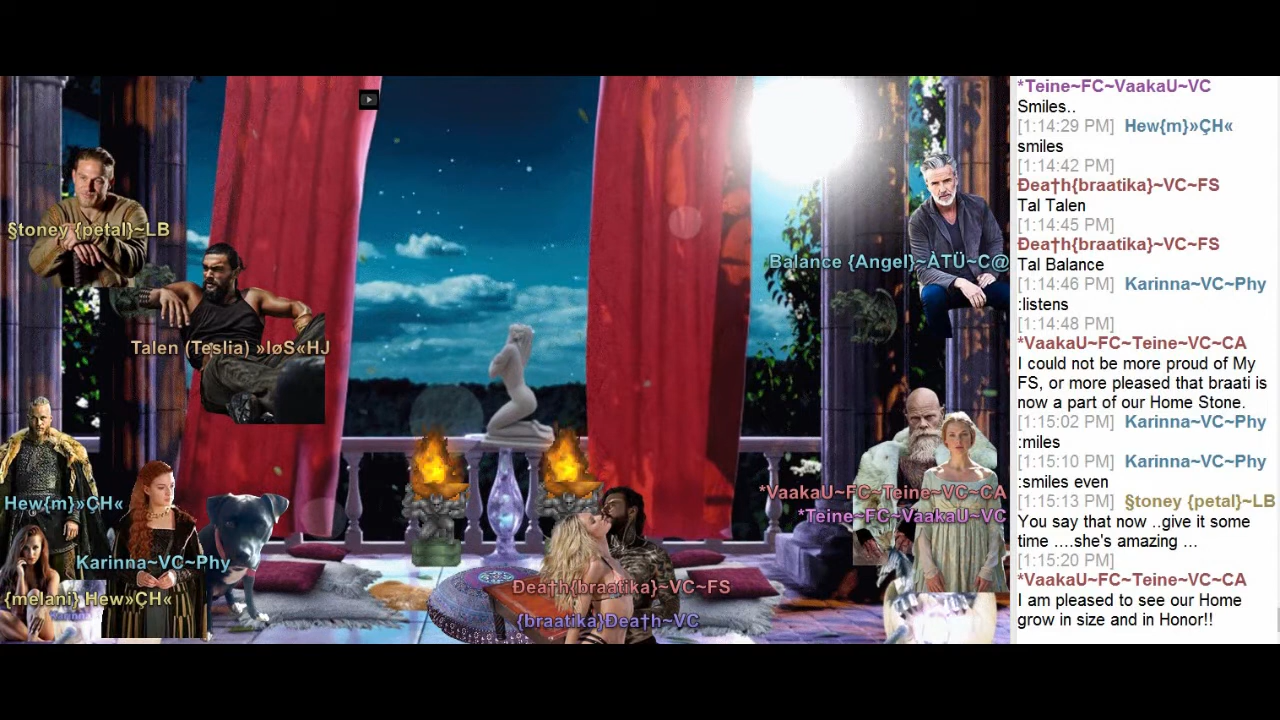 §toney {petal}~LB
Balance {Angel}~ÀTÜ~C@
Talen (Teslia) »løS«HJ
Hew{m}»ÇH«
*VaakaU~FC~Teine~VC~CA
*Teine~FC~VaakaU~VC
Karinna~VC~Phy
Đea†h{braatika}~VC~FS
{melani} Hew»ÇH«
{braatika}Dea†h~VC
*Teine~FC~VaakaU~VC
Smiles..
[1:14:29 PM] Hew{m}»ÇH«
smiles
[1:14:42 PM]
Đea†h{braatika}~VC~FS
Tal Talen
[1:14:45 PM]
Đea†h{braatika}~VC~FS
Tal Balance
[1:14:46 PM] Karinna~VC~Phy
:listens
[1:14:48 PM]
*VaakaU~FC~Teine~VC~CA
I could not be more proud of My
FS, or more pleased that braati is
now a part of our Home Stone.
[1:15:02 PM] Karinna~VC~Phy
:miles
[1:15:10 PM] Karinna~VC~Phy
:smiles even
[1:15:13 PM] §toney {petal}~LB
You say that now ..give it some
time ....she's amazing ...
[1:15:20 PM]
*VaakaU~FC~Teine~VC~CA
I am pleased to see our Home
grow in size and in Honor!!